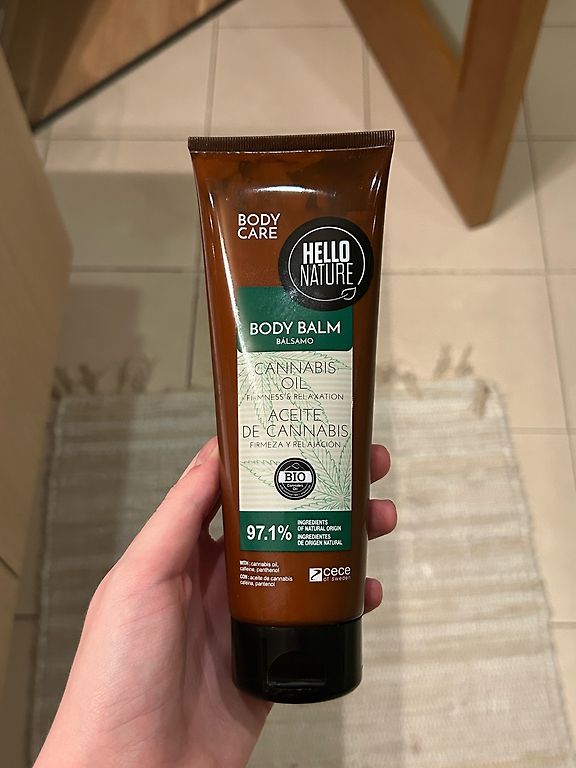 BODY
CARE
HELLO
NATURE
BODY BALM
BÁLSAMO
CANNABIS
OIL
FIRMNESS & RELAXATION
ACEITE
DE CANNABIS
FIRMEZA Y RELAJACIÓN
BIO
Cannabis
Oil
97.1%
INGREDIENTS
OF NATURAL ORIGIN
INGREDIENTES
DE ORIGEN NATURAL
WITH: cannabis oil,
caffeine, panthenol
CON: aceite de cannabis
cafeína, pantenol
cece
of Sweden